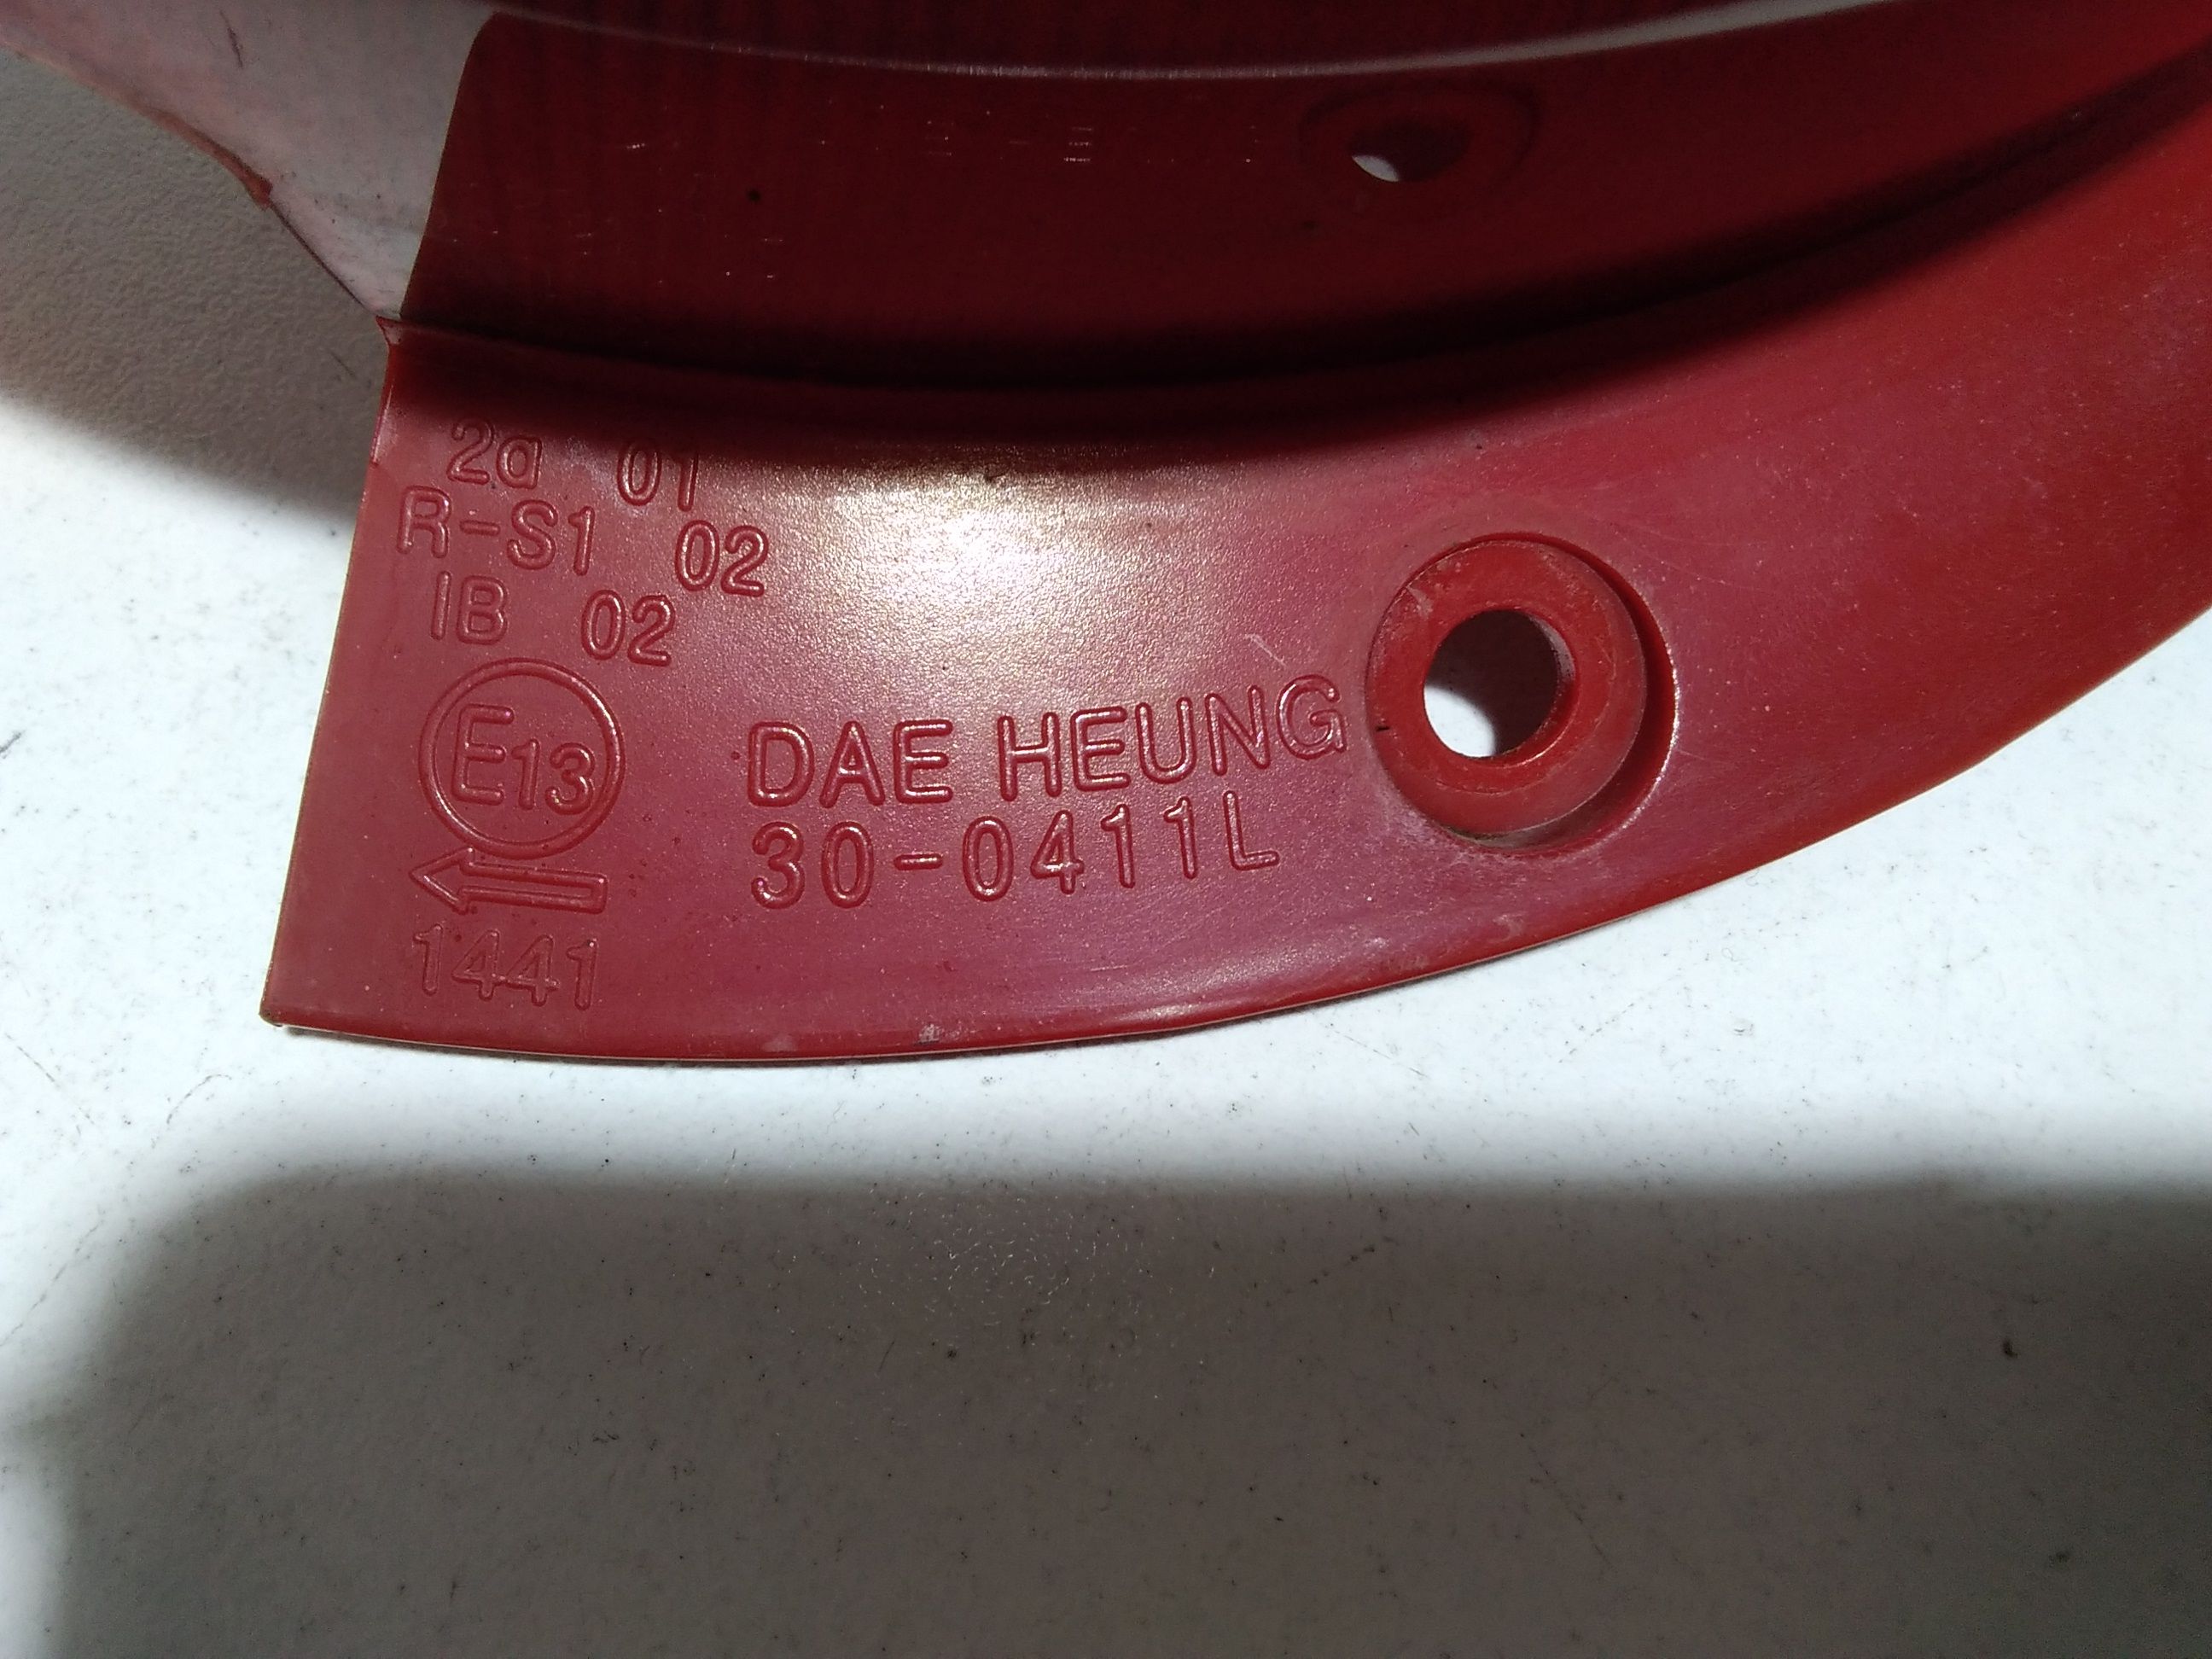 2a 01
R-S1 02
IB 02
E13
1441
DAE HEUNG
30-0411L